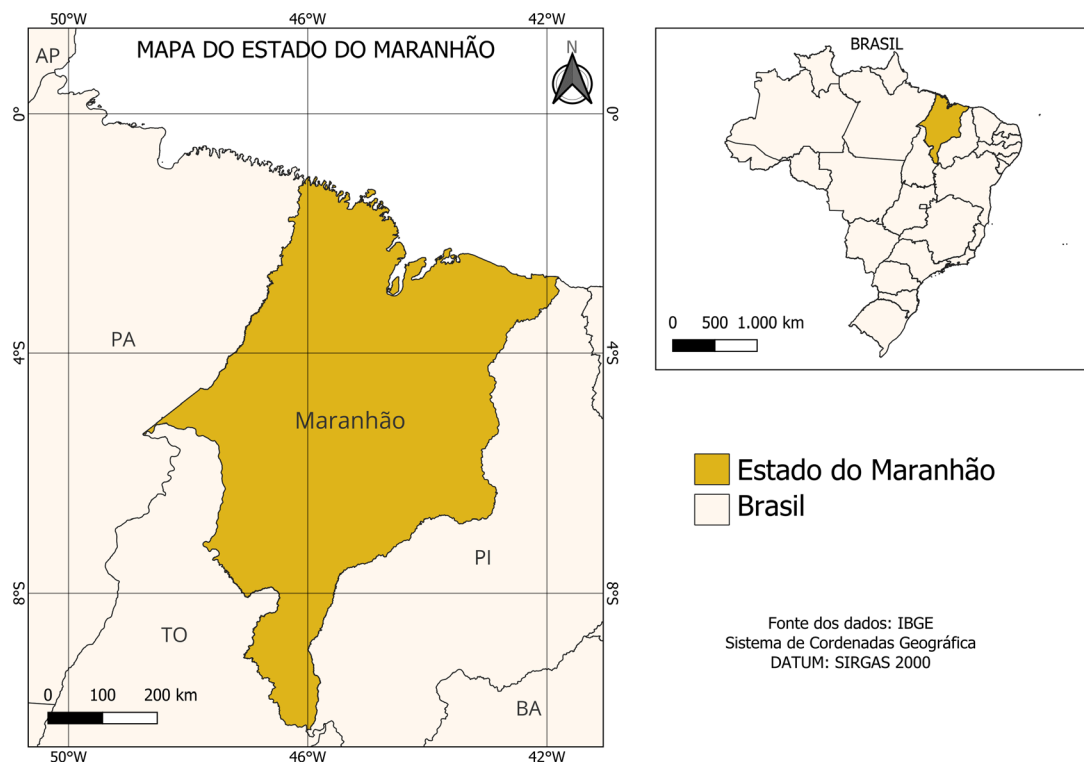 50°W 46°W 42°W
MAPA DO ESTADO DO MARANHÃO
N
AP
0°
0°
PA
4°S
4°S
Maranhão
PI
8°S
8°S
TO
0 100 200 km
BA
50°W 46°W 42°W
BRASIL
0 500 1.000 km
Estado do Maranhão
Brasil
Fonte dos dados: IBGE
Sistema de Cordenadas Geográfica
DATUM: SIRGAS 2000